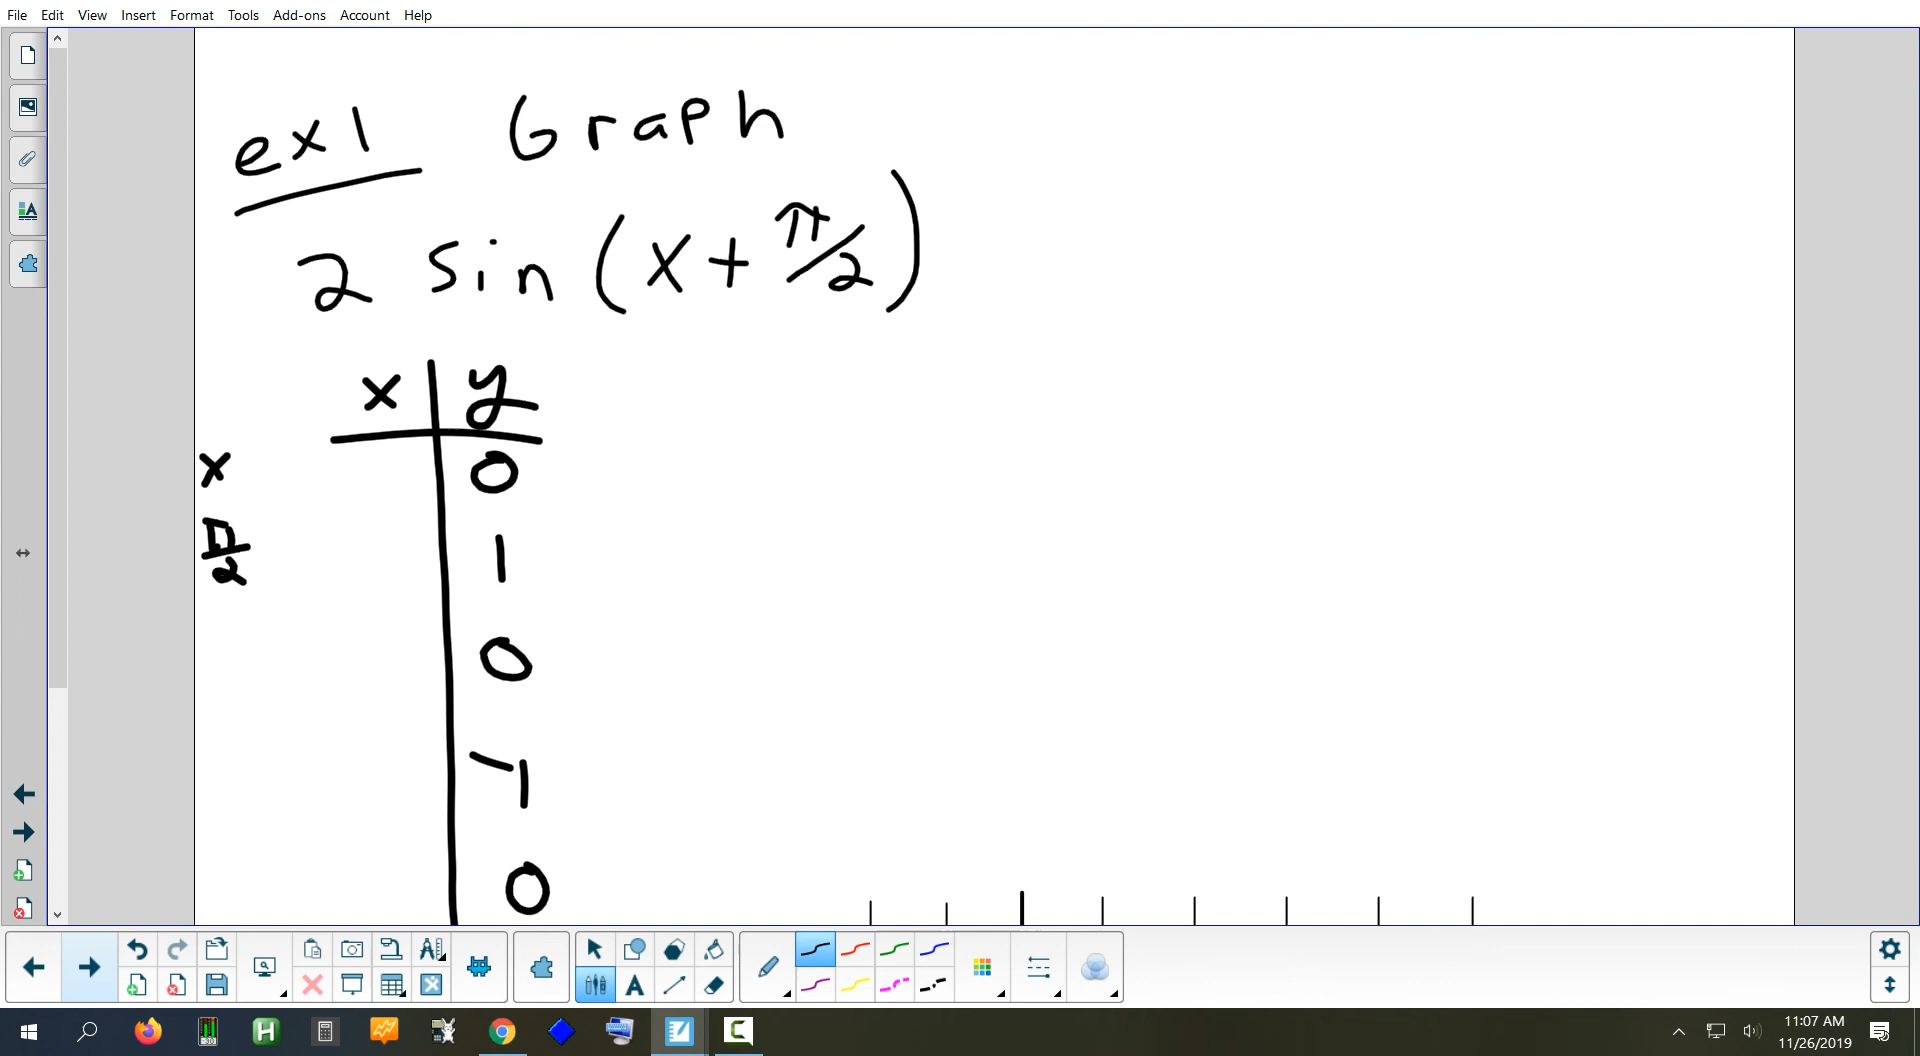 File Edit View Insert Format Tools Add-ons Account Help
ex1 Graph
2 sin(x + π/2)
x | y
0
x
1
π/2
0
-1
0
11:07 AM
11/26/2019